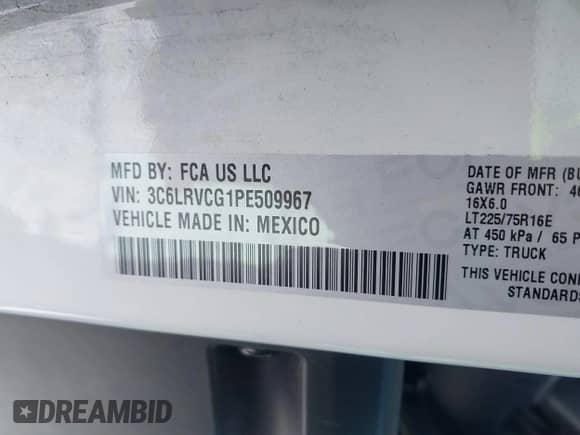 MFD BY: FCA US LLC
VIN: 3C6LRVCG1PE509967
VEHICLE MADE IN: MEXICO
DATE OF MFR
GAWR FRONT:
16X6.0
LT225/75R16E
AT 450 kPa / 65
TYPE: TRUCK
THIS VEHICLE
STANDARDS
DREAMBID